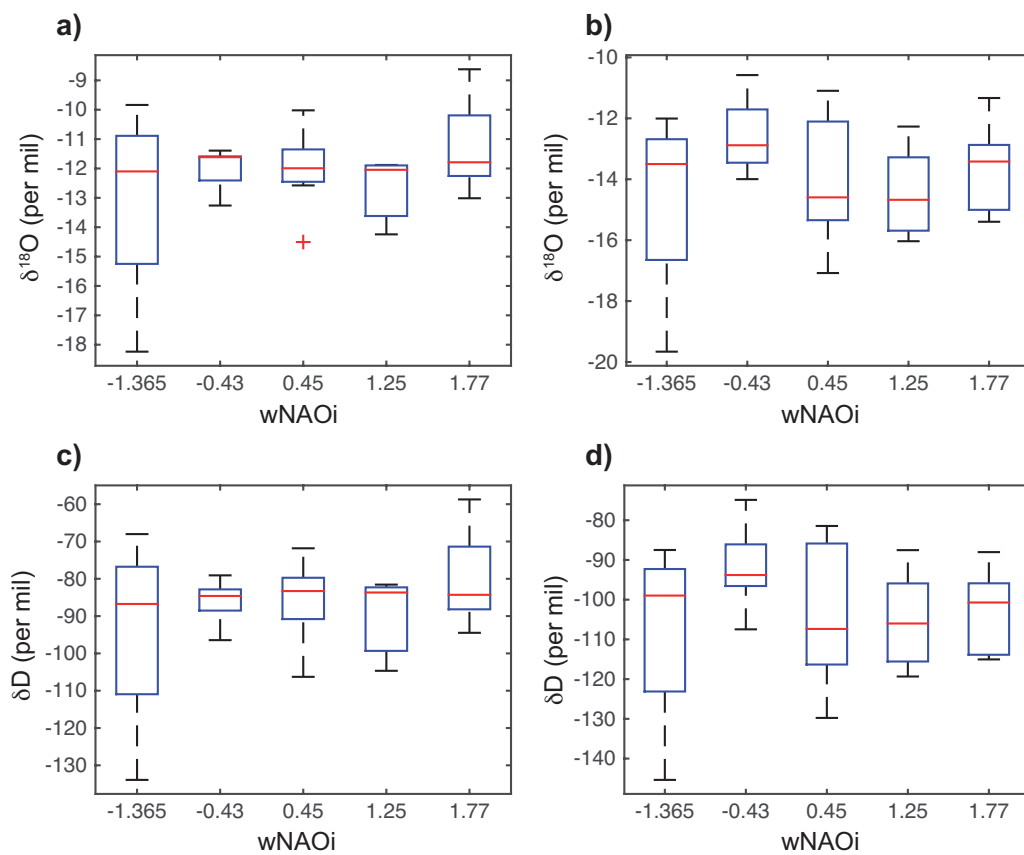 a)
δ¹⁸O (per mil)
-9
-10
-11
-12
-13
-14
-15
-16
-17
-18
-1.365 -0.43 0.45 1.25 1.77
wNAOi
b)
δ¹⁸O (per mil)
-10
-12
-14
-16
-18
-20
-1.365 -0.43 0.45 1.25 1.77
wNAOi
c)
δD (per mil)
-60
-70
-80
-90
-100
-110
-120
-130
-1.365 -0.43 0.45 1.25 1.77
wNAOi
d)
δD (per mil)
-80
-90
-100
-110
-120
-130
-140
-1.365 -0.43 0.45 1.25 1.77
wNAOi